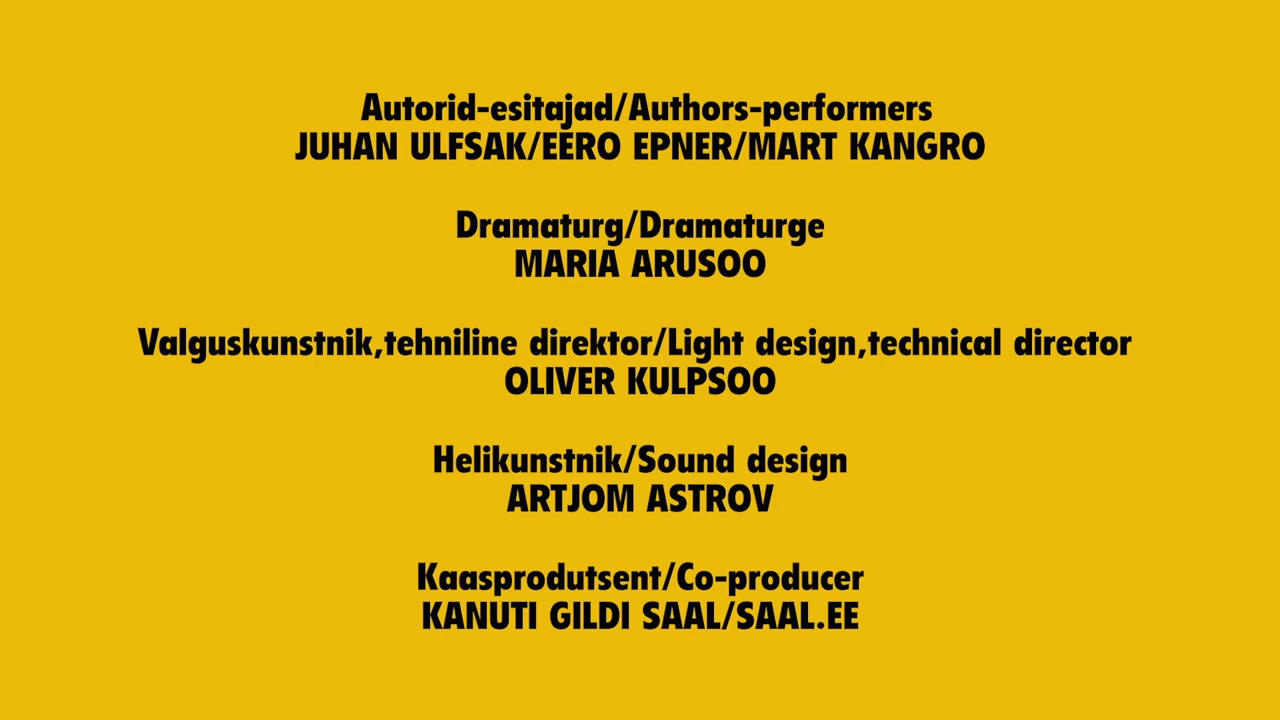 Autorid-esitajad/Authors-performers
JUHAN ULFSAK/EERO EPNER/MART KANGRO
Dramaturg/Dramaturge
MARIA ARUSOO
Valguskunstnik,tehniline direktor/Light design,technical director
OLIVER KULPSOO
Helikunstnik/Sound design
ARTJOM ASTROV
Kaasprodutsent/Co-producer
KANUTI GILDI SAAL/SAAL.EE